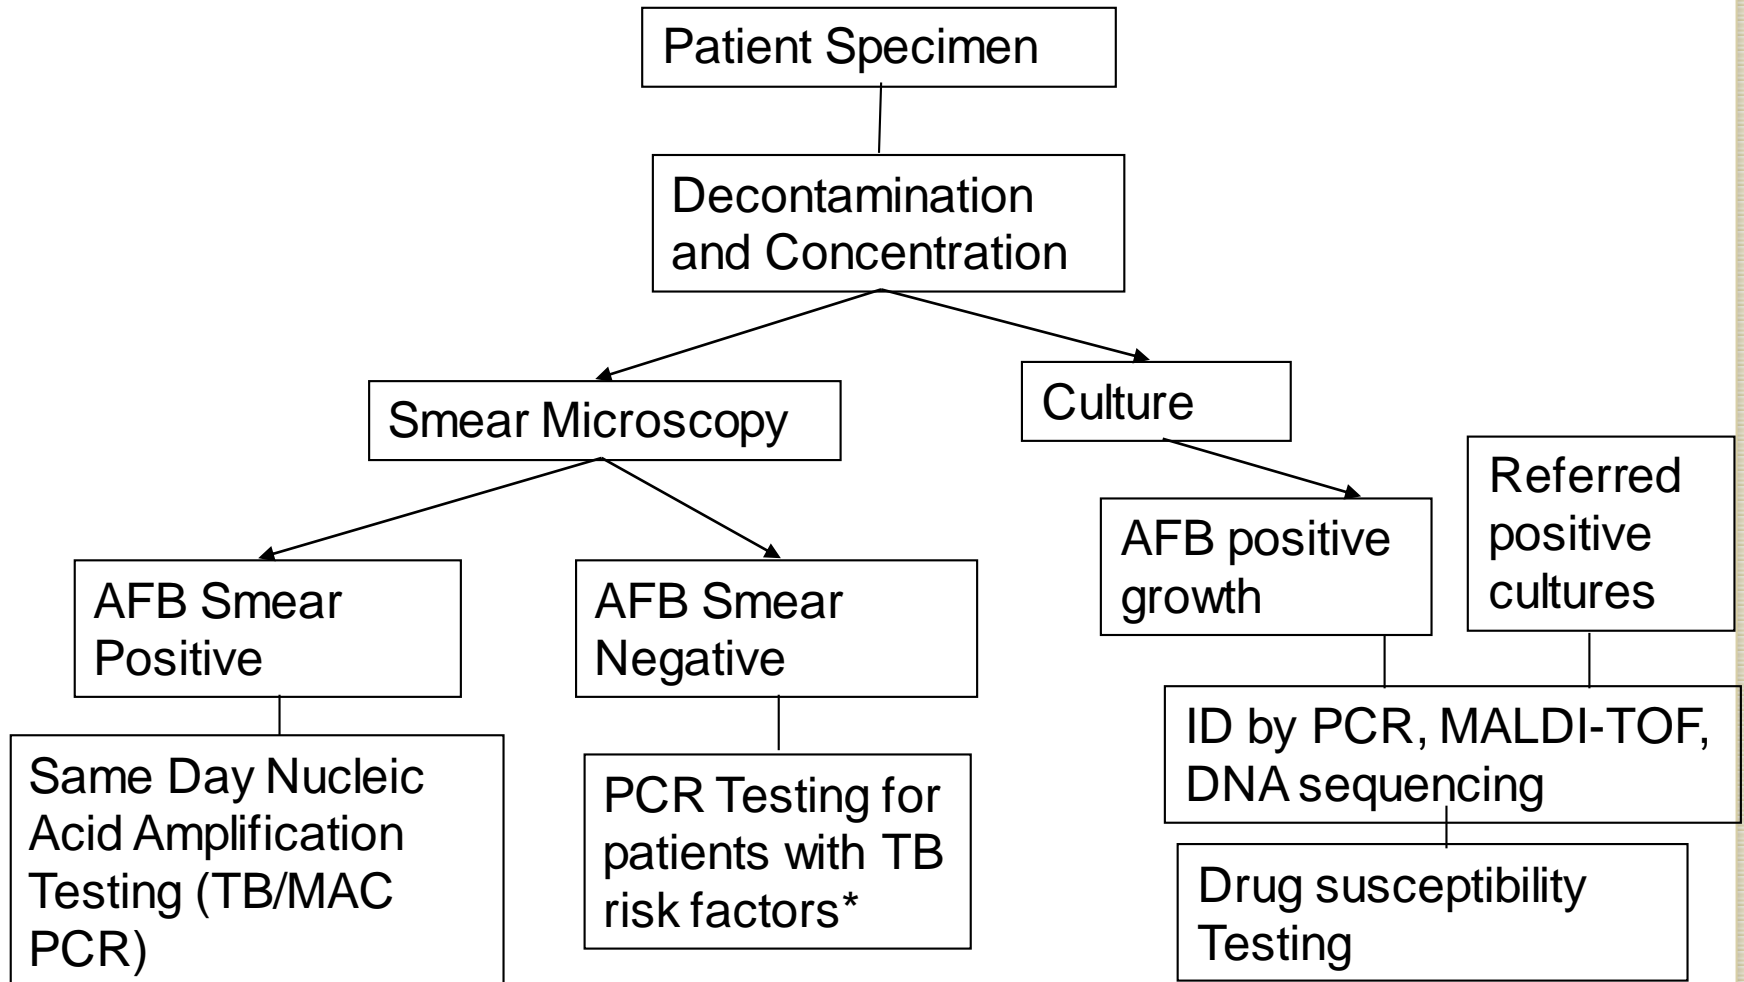 Patient Specimen
Decontamination
and Concentration
Smear Microscopy
Culture
AFB Smear
Positive
AFB Smear
Negative
AFB positive
growth
Referred
positive
cultures
Same Day Nucleic
Acid Amplification
Testing (TB/MAC
PCR)
PCR Testing for
patients with TB
risk factors*
ID by PCR, MALDI-TOF,
DNA sequencing
Drug susceptibility
Testing